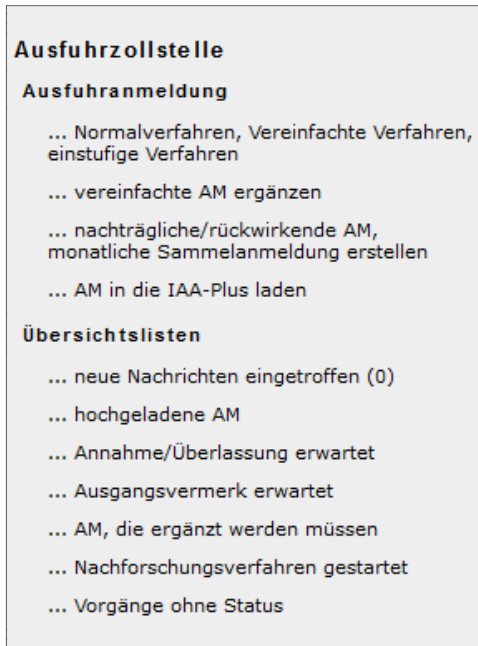 Ausfuhrzollstelle
Ausfuhranmeldung
... Normalverfahren, Vereinfachte Verfahren,
einstufige Verfahren
... vereinfachte AM ergänzen
... nachträgliche/rückwirkende AM,
monatliche Sammelanmeldung erstellen
... AM in die IAA-Plus laden
Übersichtslisten
... neue Nachrichten eingetroffen (0)
... hochgeladene AM
... Annahme/Überlassung erwartet
... Ausgangsvermerk erwartet
... AM, die ergänzt werden müssen
... Nachforschungsverfahren gestartet
... Vorgänge ohne Status